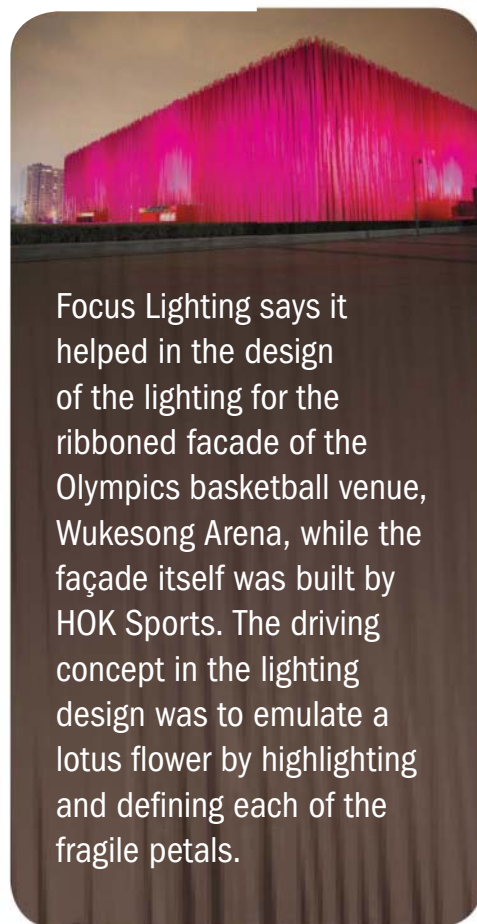 Focus Lighting says it
helped in the design
of the lighting for the
ribboned facade of the
Olympics basketball venue,
Wukesong Arena, while the
façade itself was built by
HOK Sports. The driving
concept in the lighting
design was to emulate a
lotus flower by highlighting
and defining each of the
fragile petals.